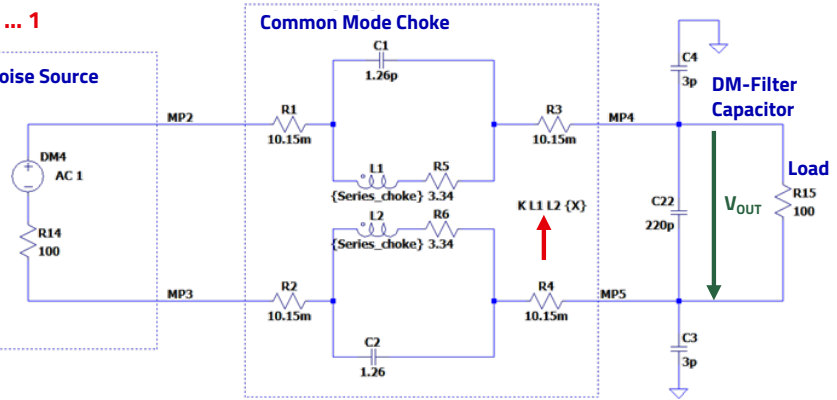 ... 1
Common Mode Choke
oise Source
C1
1.26p
C4
3p
DM-Filter
Capacitor
MP2
R1
10.15m
R3
10.15m
MP4
DM4
AC 1
L1
R5
{Series_choke} 3.34
Load
L2
R6
{Series_choke} 3.34
K L1 L2 {X}
C22
220p
VOUT
R15
100
R14
100
MP3
R2
10.15m
R4
10.15m
MP5
C2
1.26
C3
3p